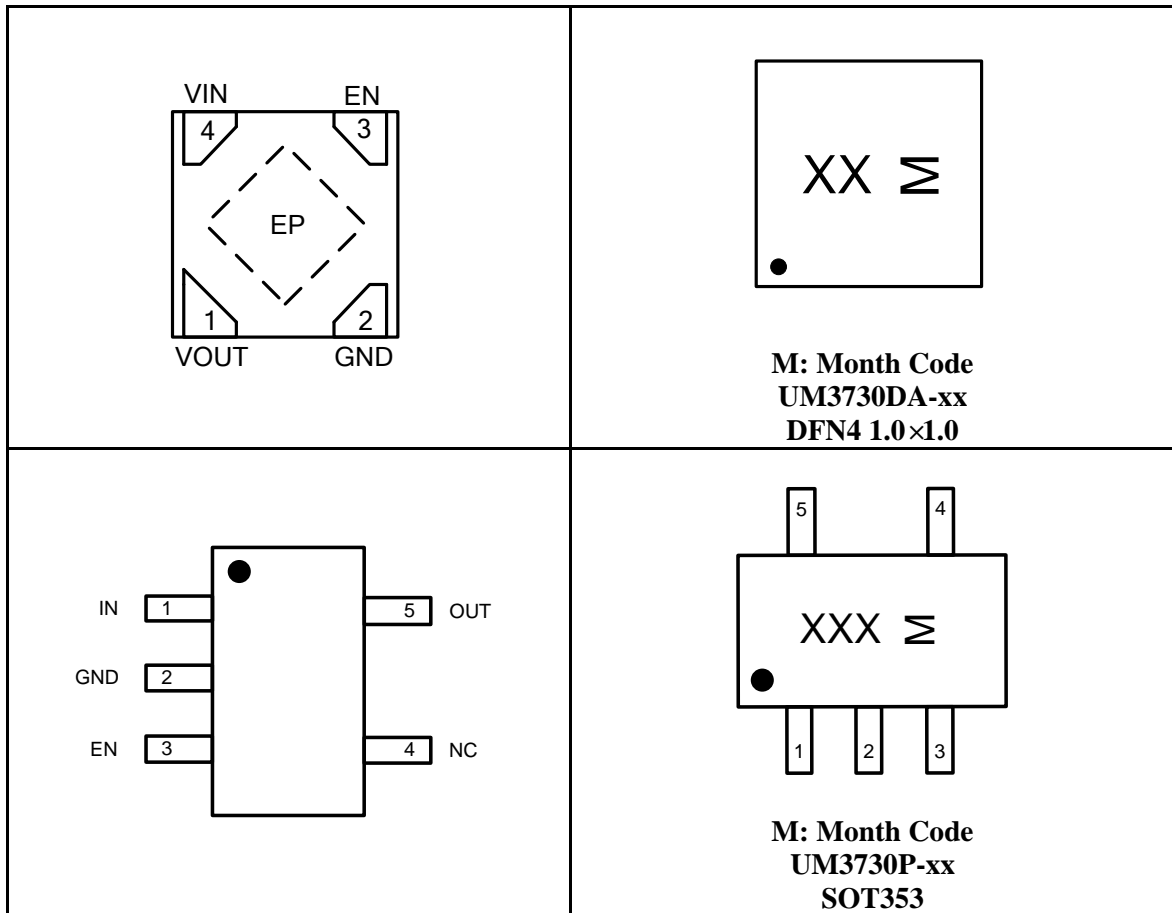 VIN EN
4 3
EP
1 2
VOUT GND
XX M
M: Month Code
UM3730DA-xx
DFN4 1.0×1.0
IN 1 5 OUT
GND 2
EN 3 4 NC
5 4
XXX M
1 2 3
M: Month Code
UM3730P-xx
SOT353